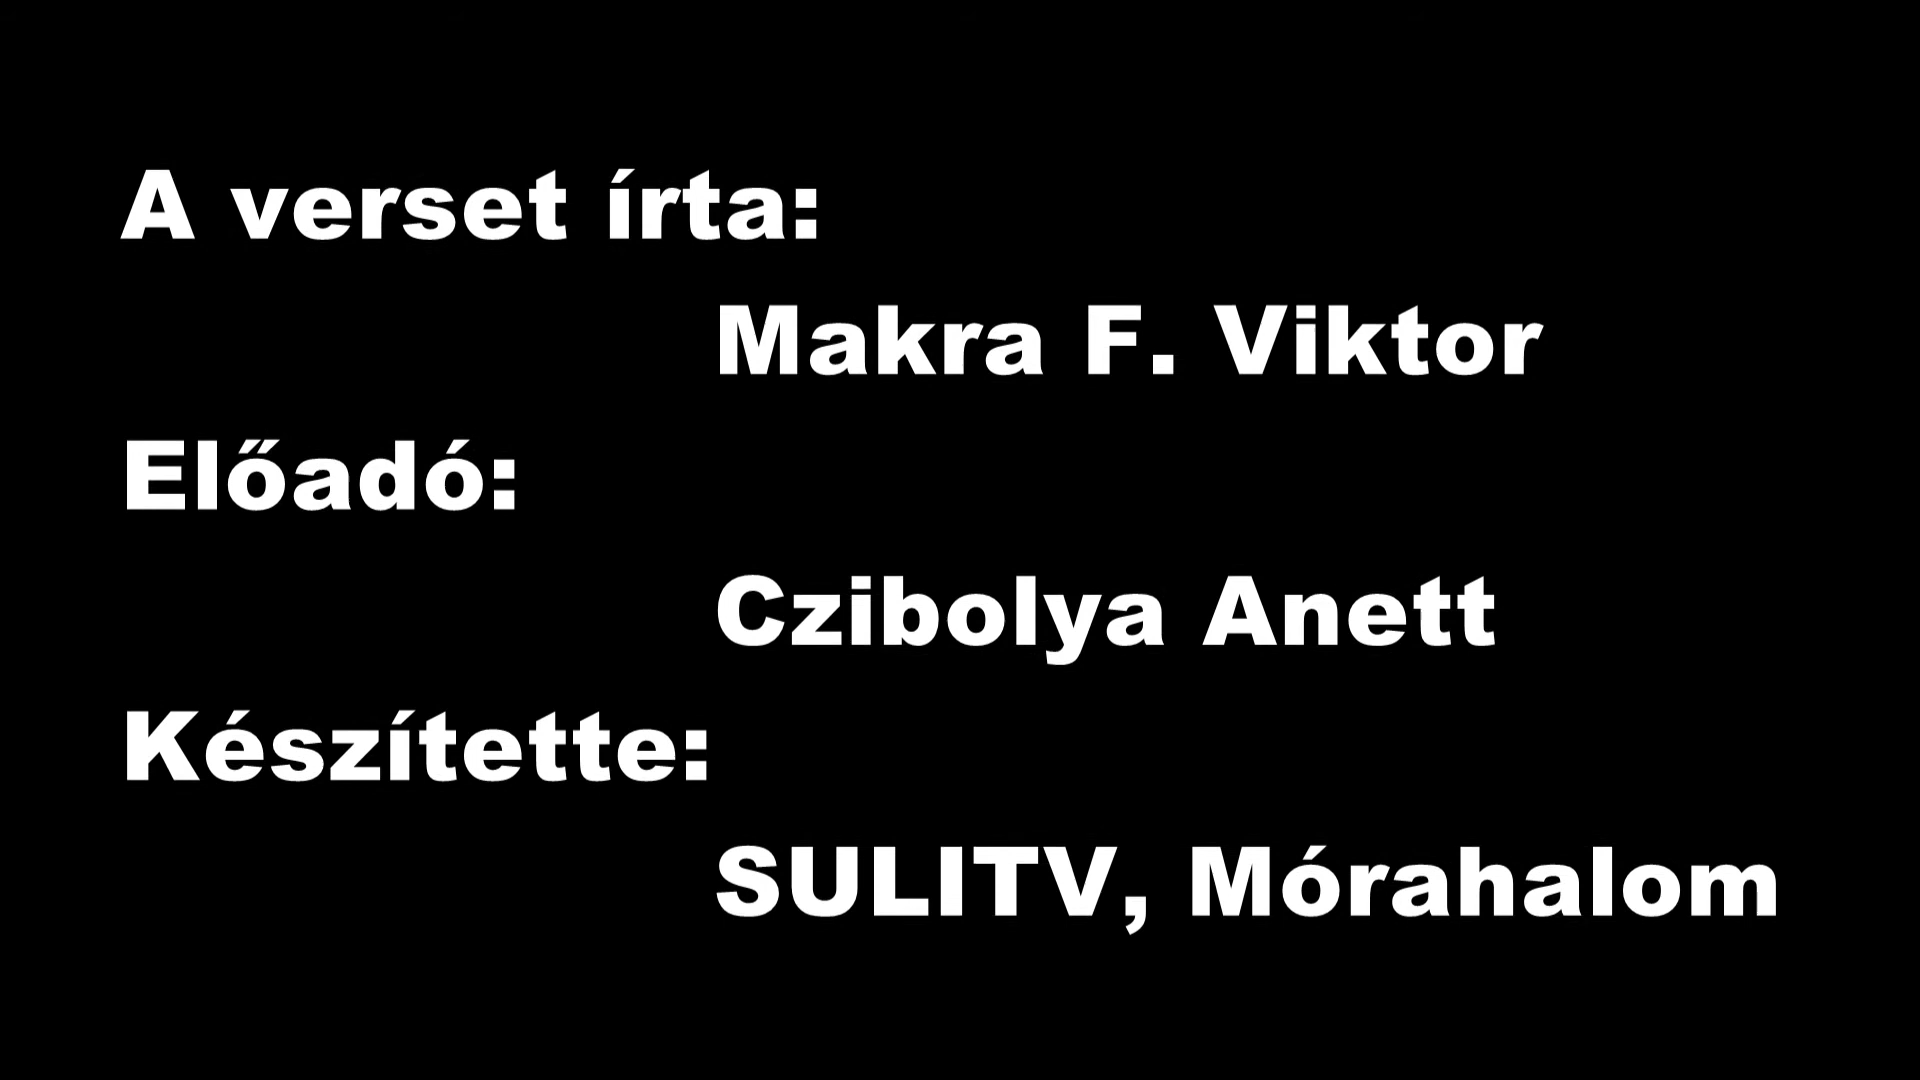 A verset írta:
Makra F. Viktor
Előadó:
Czibolya Anett
Készítette:
SULITV, Mórahalom